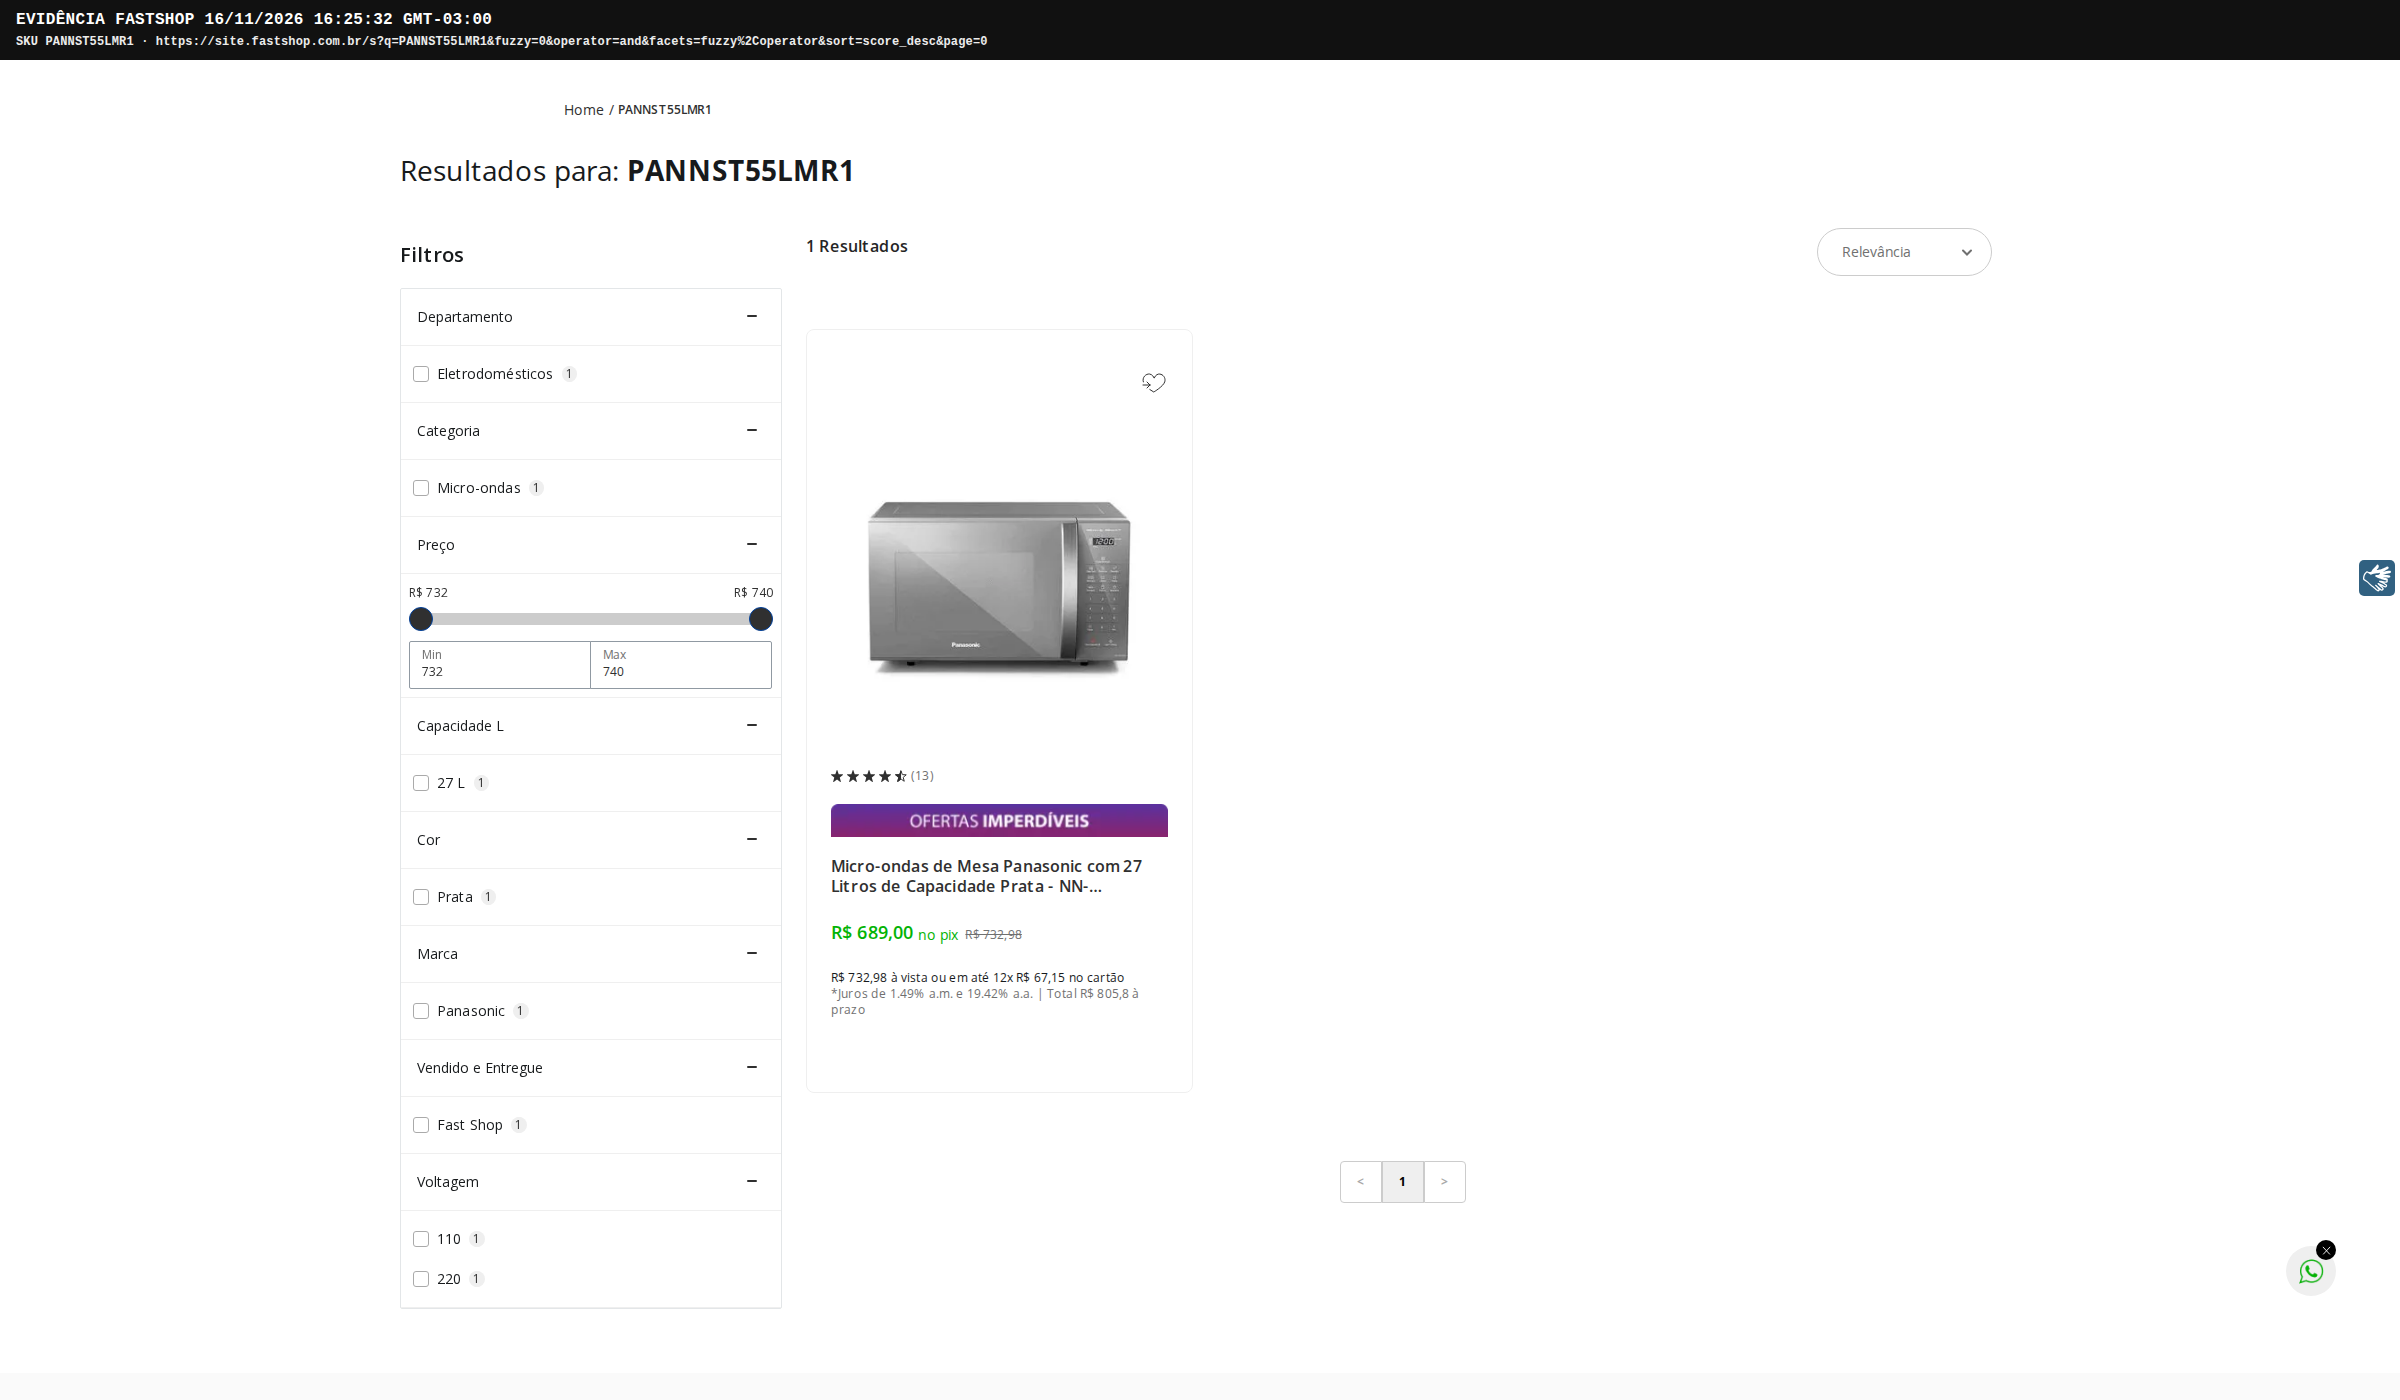 EVIDÊNCIA FASTSHOP 16/11/2026 16:25:32 GMT-03:00
SKU PANNST55LMR1 · https://site.fastshop.com.br/s?q=PANNST55LMR1&fuzzy=0&operator=and&facets=fuzzy%2Coperator&sort=score_desc&page=0
Home / PANNST55LMR1
Resultados para: PANNST55LMR1
Filtros
Departamento
Eletrodomésticos 1
Categoria
Micro-ondas 1
Preço
R$ 732 R$ 740
Min Max
732 740
Capacidade L
27 L 1
Cor
Prata 1
Marca
Panasonic 1
Vendido e Entregue
Fast Shop 1
Voltagem
110 1
220 1
1 Resultados
Relevância
12:00
Panasonic
(13)
OFERTAS IMPERDÍVEIS
Micro-ondas de Mesa Panasonic com 27
Litros de Capacidade Prata - NN-...
R$ 689,00 no pix R$ 732,98
R$ 732,98 à vista ou em até 12x R$ 67,15 no cartão
*Juros de 1.49% a.m. e 19.42% a.a. | Total R$ 805,8 à
prazo
< 1 >